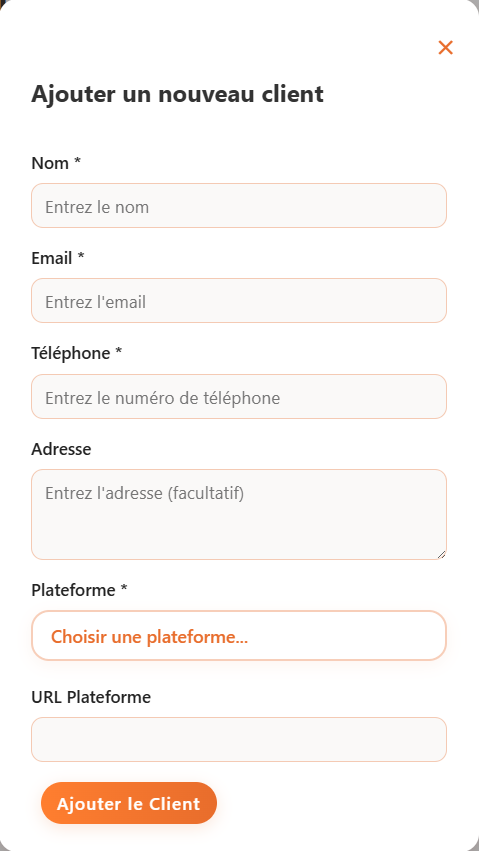 ×
Ajouter un nouveau client
Nom *
Entrez le nom
Email *
Entrez l'email
Téléphone *
Entrez le numéro de téléphone
Adresse
Entrez l'adresse (facultatif)
Plateforme *
Choisir une plateforme...
URL Plateforme
Ajouter le Client